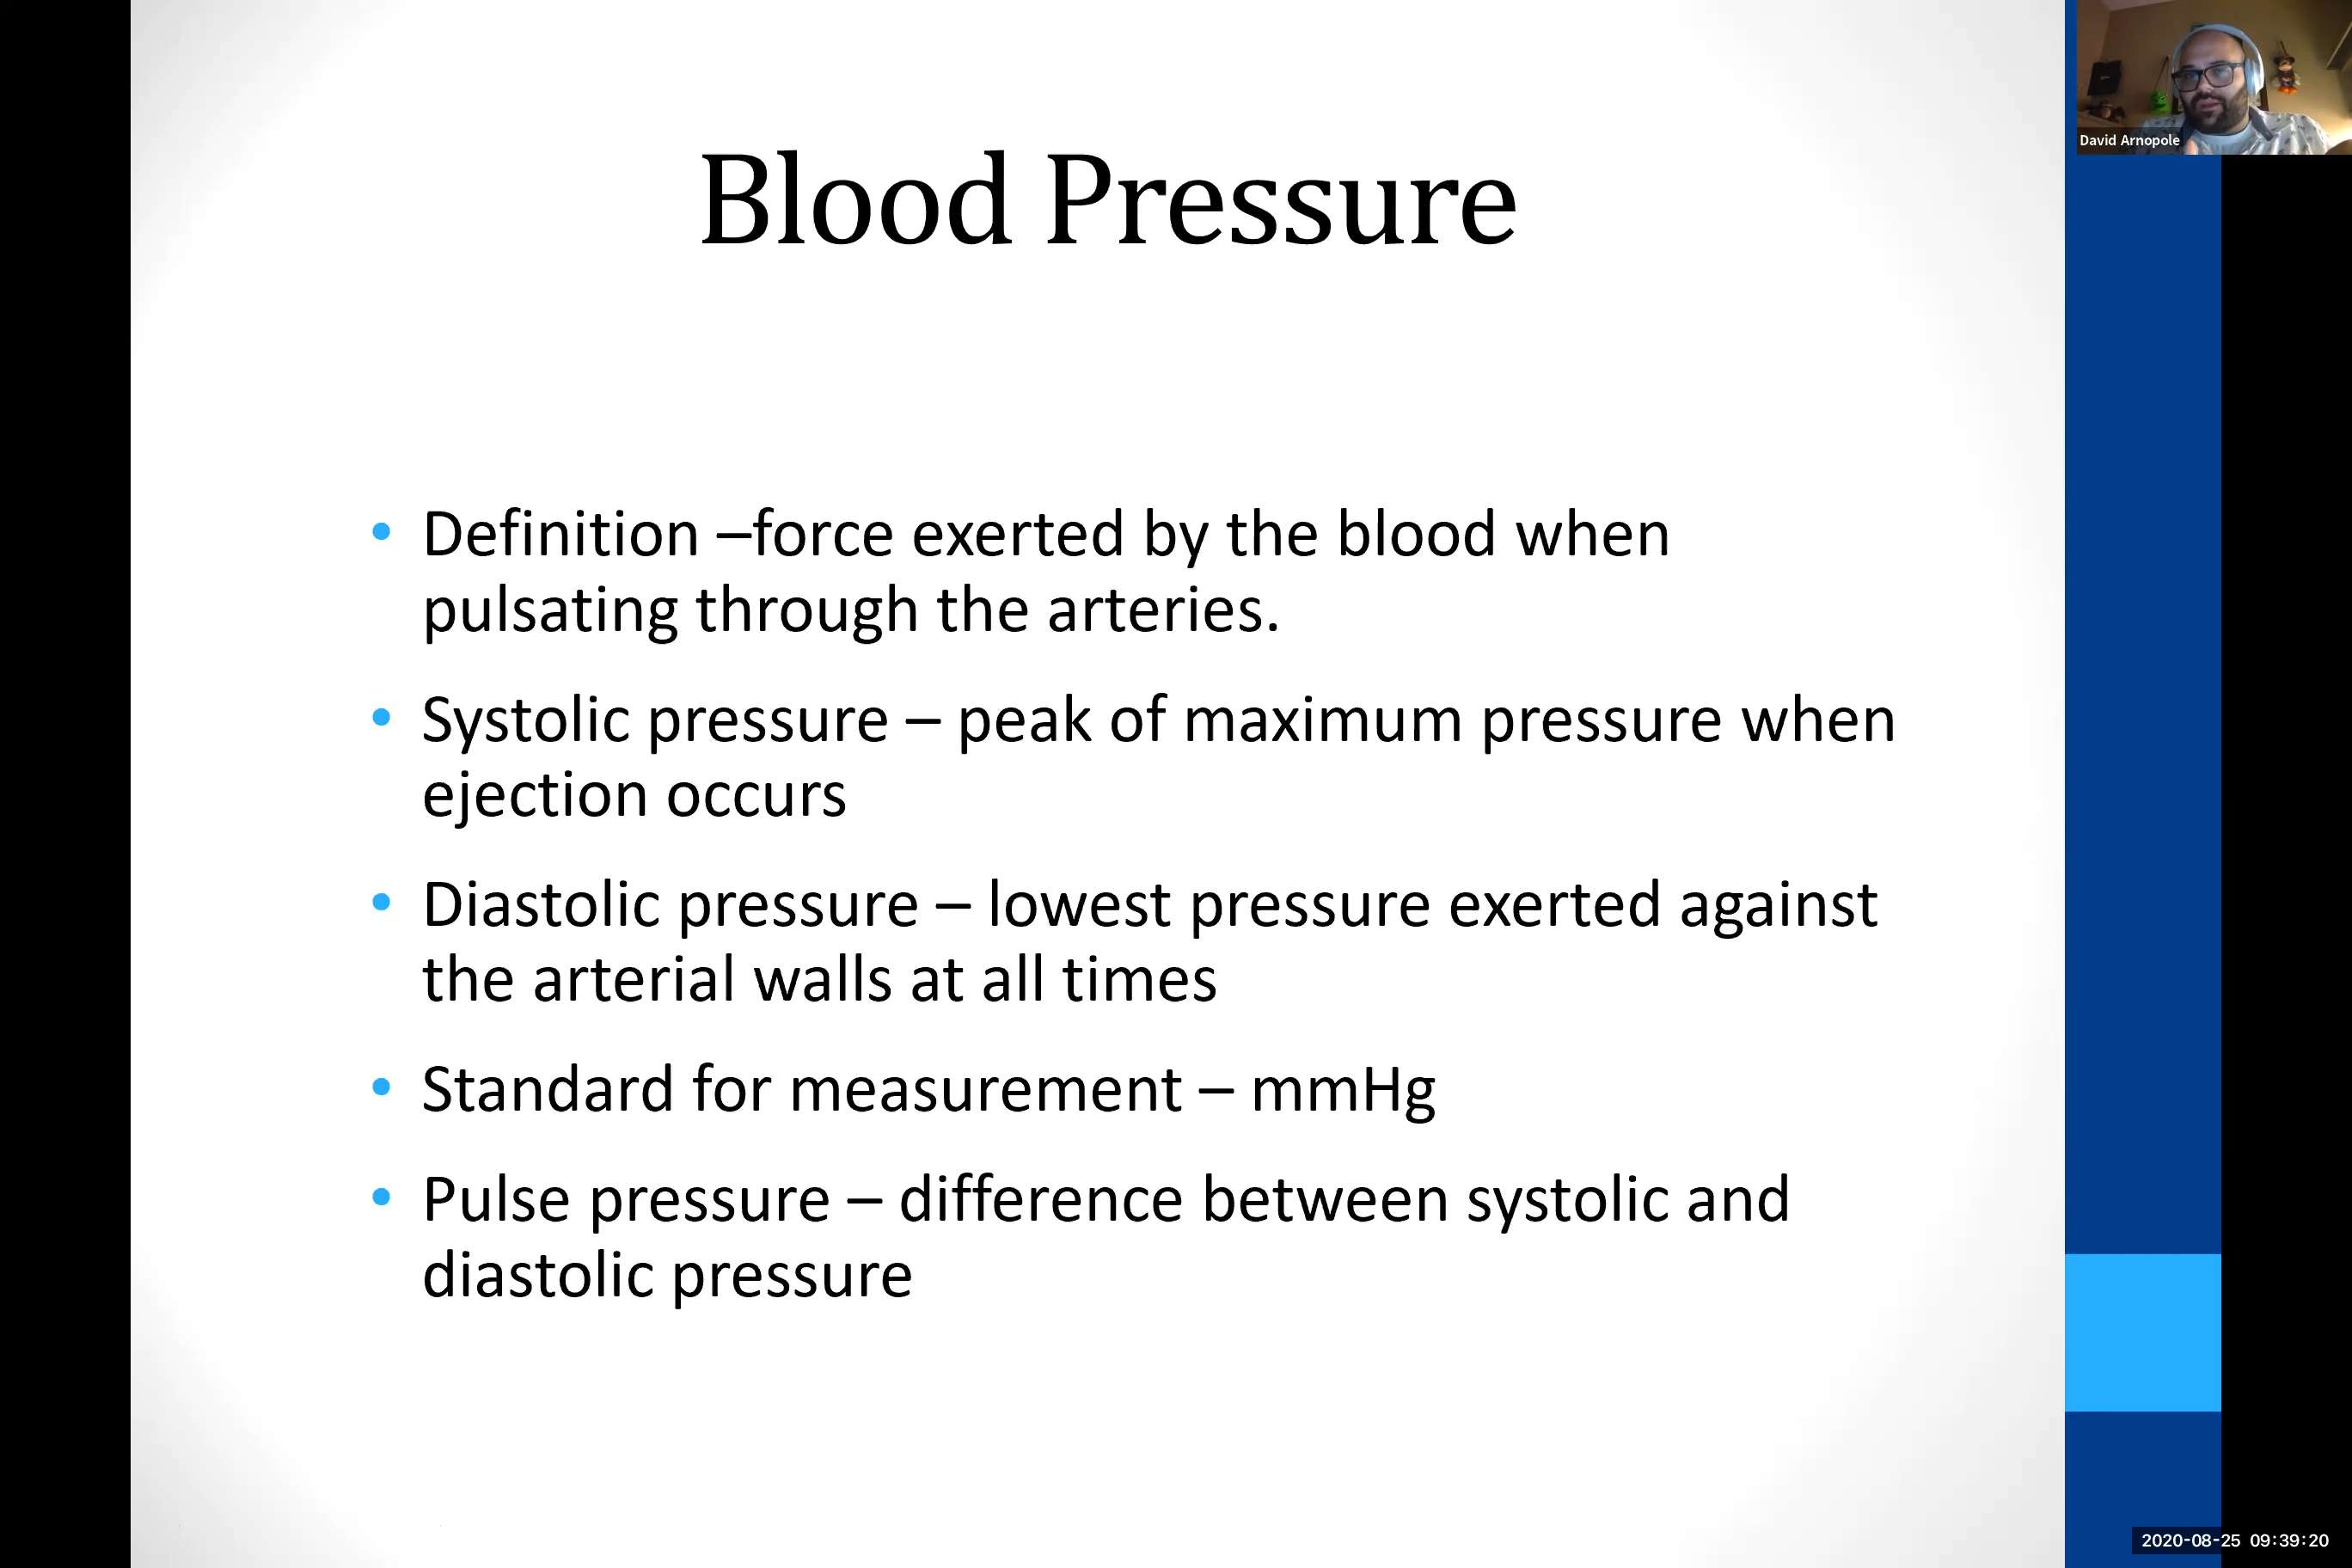 Blood Pressure
David Arnopole
• Definition –force exerted by the blood when
pulsating through the arteries.
• Systolic pressure – peak of maximum pressure when
ejection occurs
• Diastolic pressure – lowest pressure exerted against
the arterial walls at all times
• Standard for measurement – mmHg
• Pulse pressure – difference between systolic and
diastolic pressure
2020-08-25 09:39:20